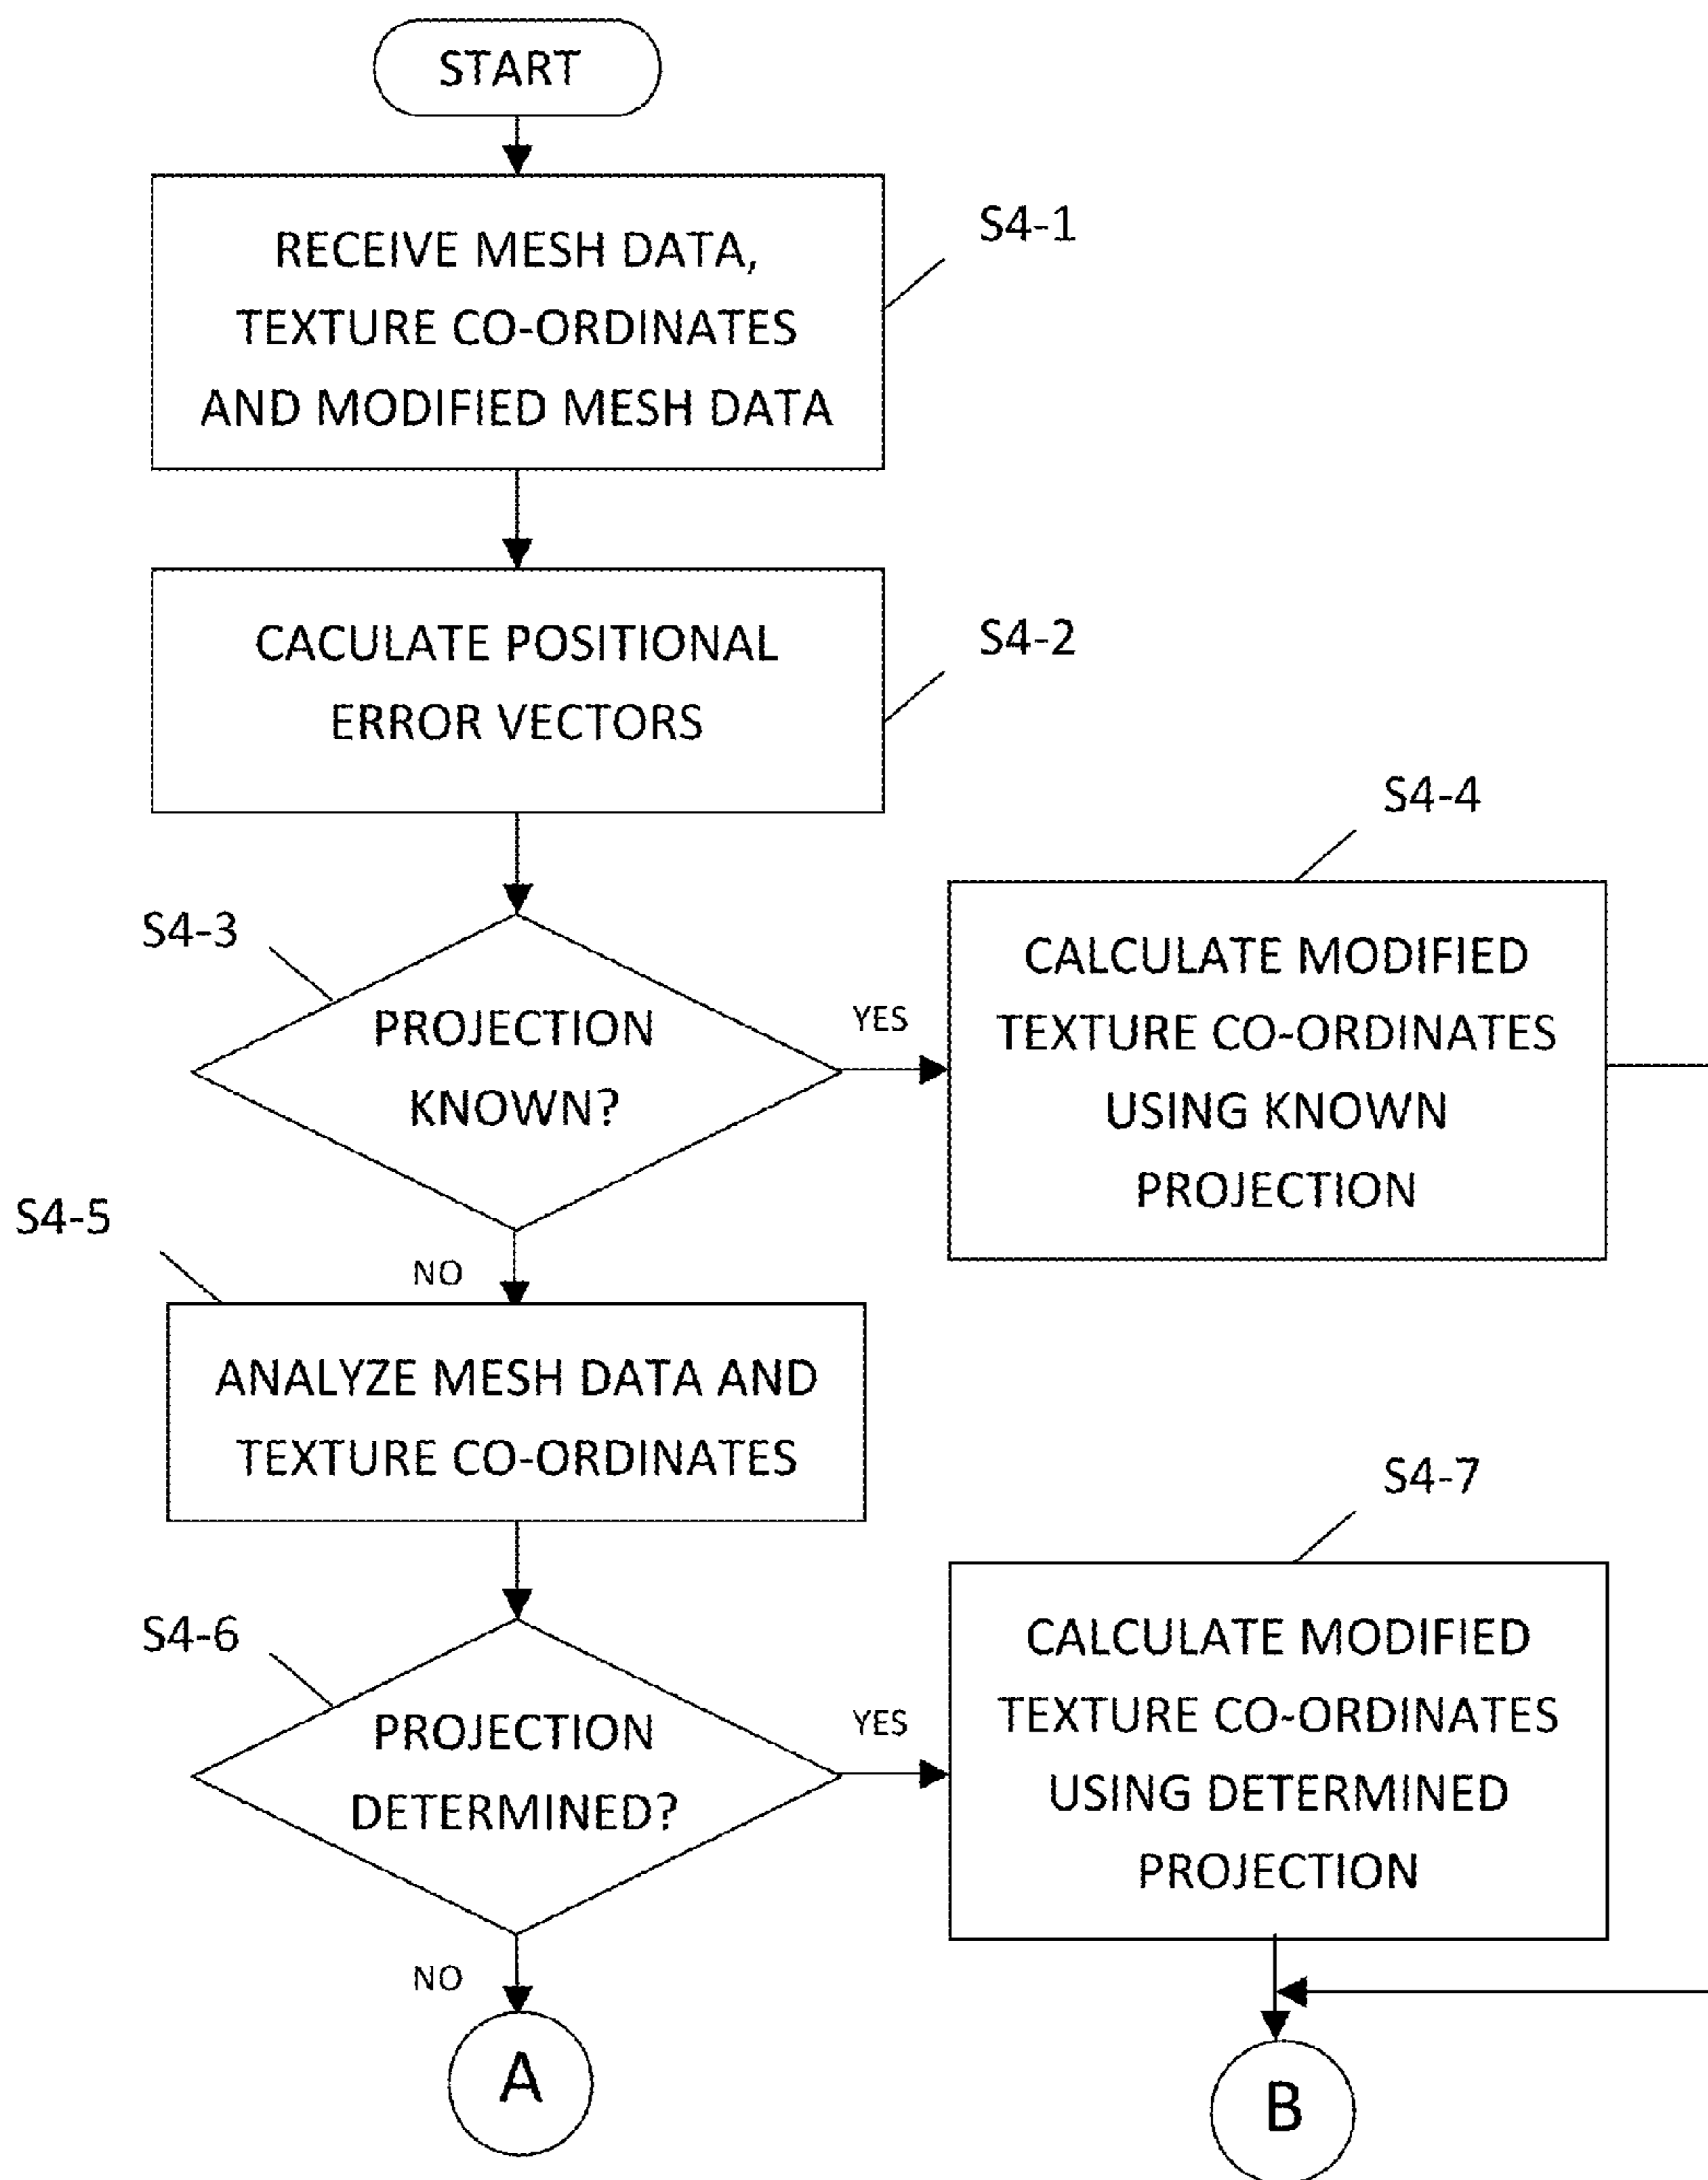 START
RECEIVE MESH DATA,
TEXTURE CO-ORDINATES
AND MODIFIED MESH DATA
S4-1
CACULATE POSITIONAL
ERROR VECTORS
S4-2
S4-3
PROJECTION
KNOWN?
YES
S4-4
CALCULATE MODIFIED
TEXTURE CO-ORDINATES
USING KNOWN
PROJECTION
NO
S4-5
ANALYZE MESH DATA AND
TEXTURE CO-ORDINATES
S4-6
PROJECTION
DETERMINED?
YES
S4-7
CALCULATE MODIFIED
TEXTURE CO-ORDINATES
USING DETERMINED
PROJECTION
NO
A
B